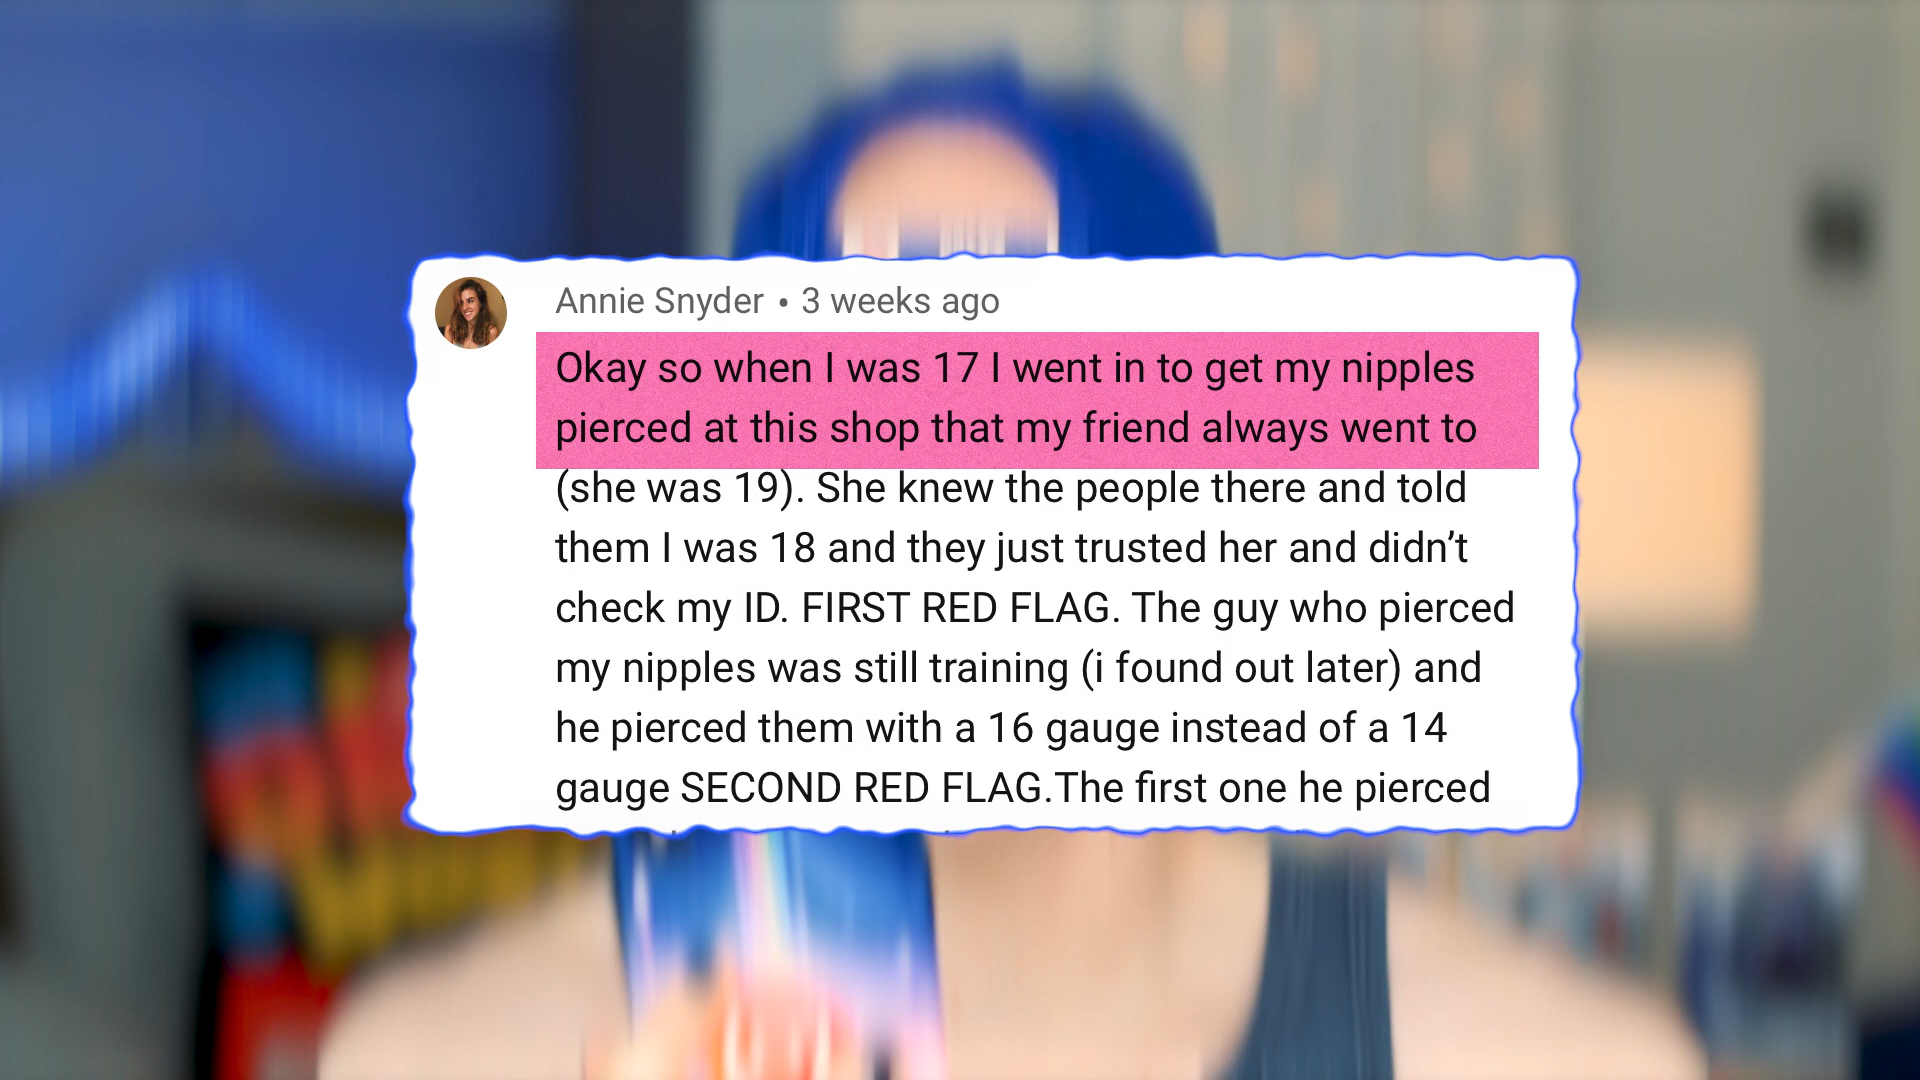 Annie Snyder • 3 weeks ago
Okay so when I was 17 I went in to get my nipples
pierced at this shop that my friend always went to
(she was 19). She knew the people there and told
them I was 18 and they just trusted her and didn’t
check my ID. FIRST RED FLAG. The guy who pierced
my nipples was still training (i found out later) and
he pierced them with a 16 gauge instead of a 14
gauge SECOND RED FLAG.The first one he pierced